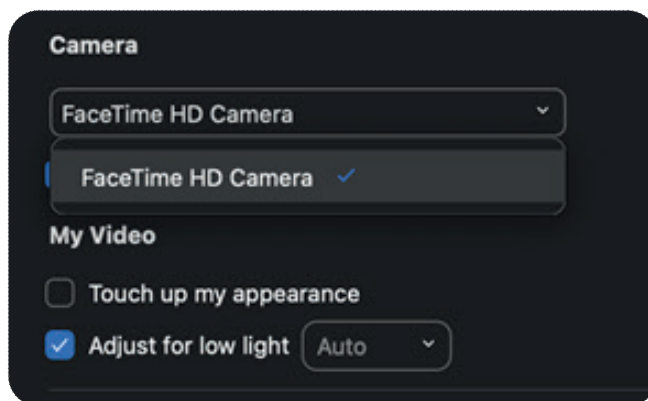 Camera
FaceTime HD Camera
FaceTime HD Camera
My Video
Touch up my appearance
Adjust for low light Auto